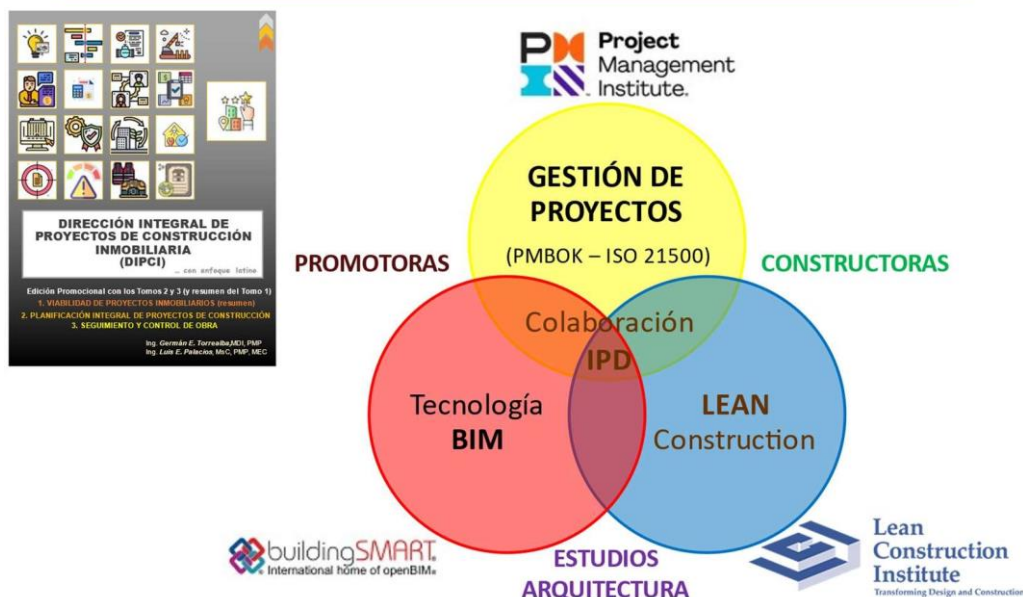 DIRECCIÓN INTEGRAL DE
PROYECTOS DE CONSTRUCCIÓN
INMOBILIARIA
(DIPCI)
... con enfoque latino
Edición Promocional con los Tomos 2 y 3 (y resumen del Tomo 1)
1. VIABILIDAD DE PROYECTOS INMOBILIARIOS (resumen)
2. PLANIFICACIÓN INTEGRAL DE PROYECTOS DE CONSTRUCCIÓN
3. SEGUIMIENTO Y CONTROL DE OBRA
Ing. Germán E. Torrealba,MDI, PMP
Ing. Luis E. Palacios, MsC, PMP, MEC
Project
Management
Institute.
GESTIÓN DE
PROYECTOS
(PMBOK – ISO 21500)
PROMOTORAS
CONSTRUCTORAS
Colaboración
IPD
Tecnología
BIM
LEAN
Construction
buildingSMART
International home of openBIM®
ESTUDIOS
ARQUITECTURA
Lean
Construction
Institute
Transforming Design and Construction